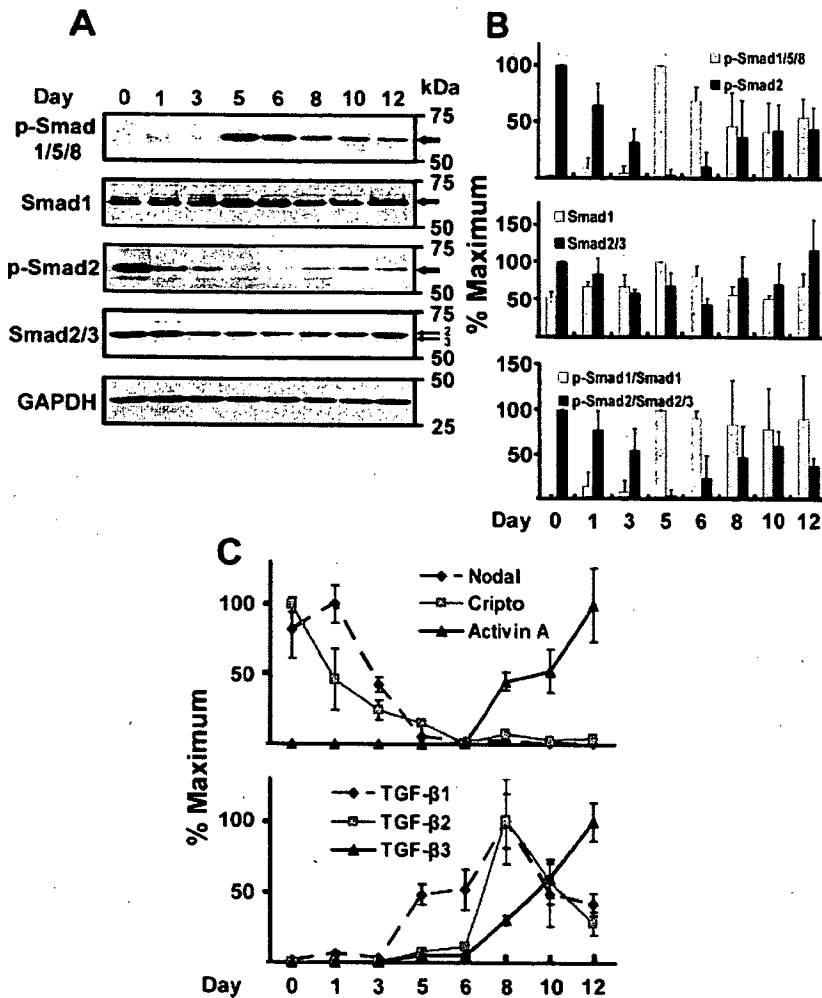 A
Day 0 1 3 5 6 8 10 12 kDa
p-Smad 1/5/8
75
50
Smad1
75
50
p-Smad2
75
50
Smad2/3
75
2
3
50
GAPDH
50
25
B
% Maximum
p-Smad1/5/8
p-Smad2
100
50
Smad1
Smad2/3
150
100
50
p-Smad1/Smad1
p-Smad2/Smad2/3
150
100
50
Day 0 1 3 5 6 8 10 12
C
% Maximum
Nodal
Cripto
Activin A
100
50
TGF-β1
TGF-β2
TGF-β3
100
50
Day 0 1 3 5 6 8 10 12